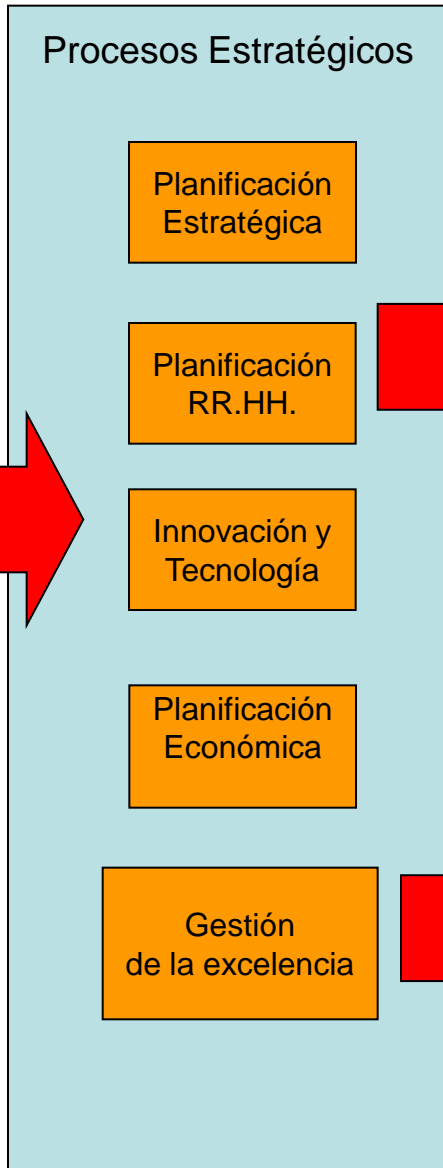 Procesos Estratégicos
Planificación
Estratégica
Planificación
RR.HH.
Innovación y
Tecnología
Planificación
Económica
Gestión
de la excelencia